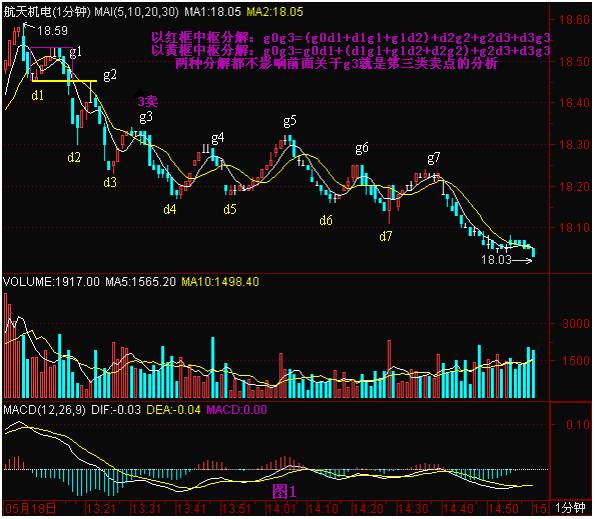 航天机电(1分钟) MAI(5,10,20,30) MA1:18.05 MA2:18.05
18.59
以红框中枢分解: g0g3=(g0d1+d1g1+g1d2)+d2g2+g2d3+d3g3
以黄框中枢分解: g0g3=g0d1+(d1g1+g1d2+d2g2)+g2d3+d3g3
两种分解都不影响前面关于g3就是第三类卖点的分析
18.60
18.50
18.40
18.30
18.20
18.10
g1
g2
d1
3卖
g3
d2
d3
g4
g5
g6
g7
d4
d5
d6
d7
18.03
VOLUME:1917.00 MA5:1565.20 MA10:1498.40
3000
1500
MACD(12,26,9) DIF:-0.03 DEA:-0.04 MACD:0.00
0.10
图1
05月18日 13:21 13:31 13:41 13:51 14:01 14:10 14:20 14:30 14:40 14:50 15: 1分钟